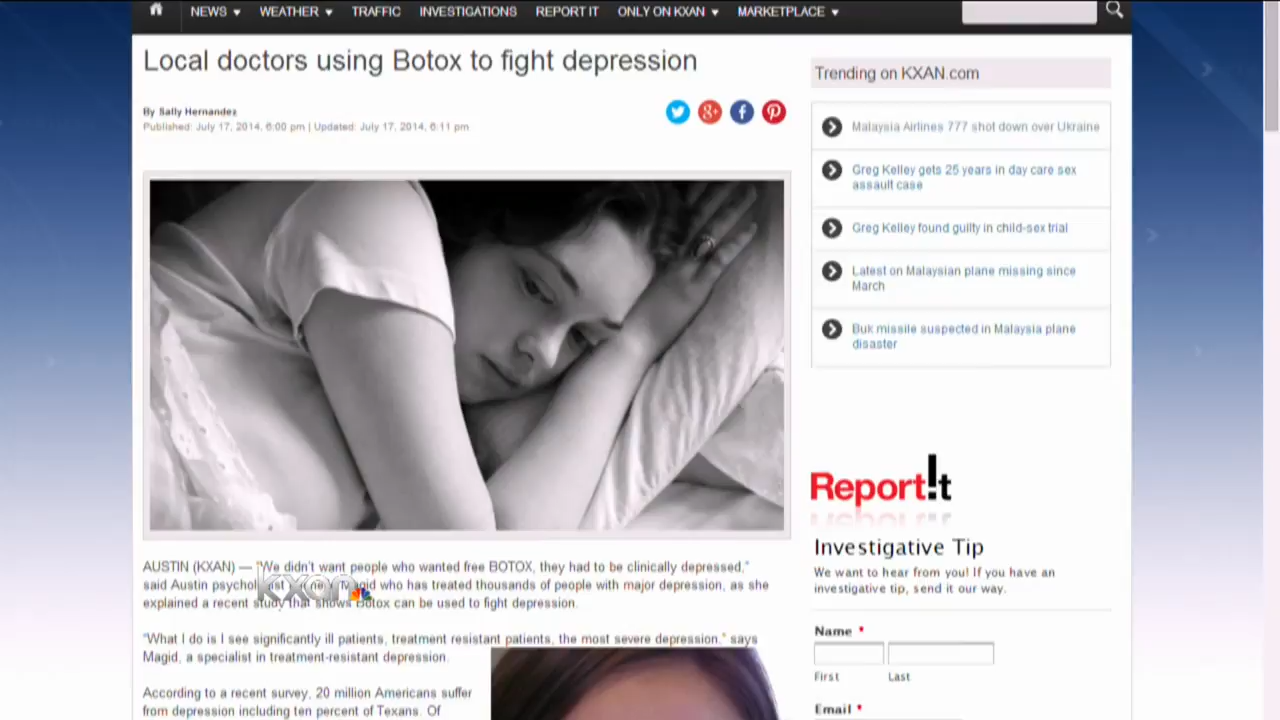 NEWS
WEATHER
TRAFFIC
INVESTIGATIONS
REPORT IT
ONLY ON KXAN
MARKETPLACE
Local doctors using Botox to fight depression
By Sally Hernandez
Published: July 17, 2014, 6:00 pm | Updated: July 17, 2014, 6:11 pm
AUSTIN (KXAN) — "We didn't want people who wanted free BOTOX, they had to be clinically depressed,"
said Austin who has treated thousands of people with major depression, as she
explained a recent study that shows Botox can be used to fight depression.
"What I do is I see significantly ill patients, treatment resistant patients, the most severe depression," says
Magid, a specialist in treatment-resistant depression.
According to a recent survey, 20 million Americans suffer
from depression including ten percent of Texans. Of
kxan
Trending on KXAN.com
Malaysia Airlines 777 shot down over Ukraine
Greg Kelley gets 25 years in day care sex
assault case
Greg Kelley found guilty in child-sex trial
Latest on Malaysian plane missing since
March
Buk missile suspected in Malaysia plane
disaster
Report!t
Investigative Tip
We want to hear from you! If you have an
investigative tip, send it our way.
Name *
First
Last
Email *